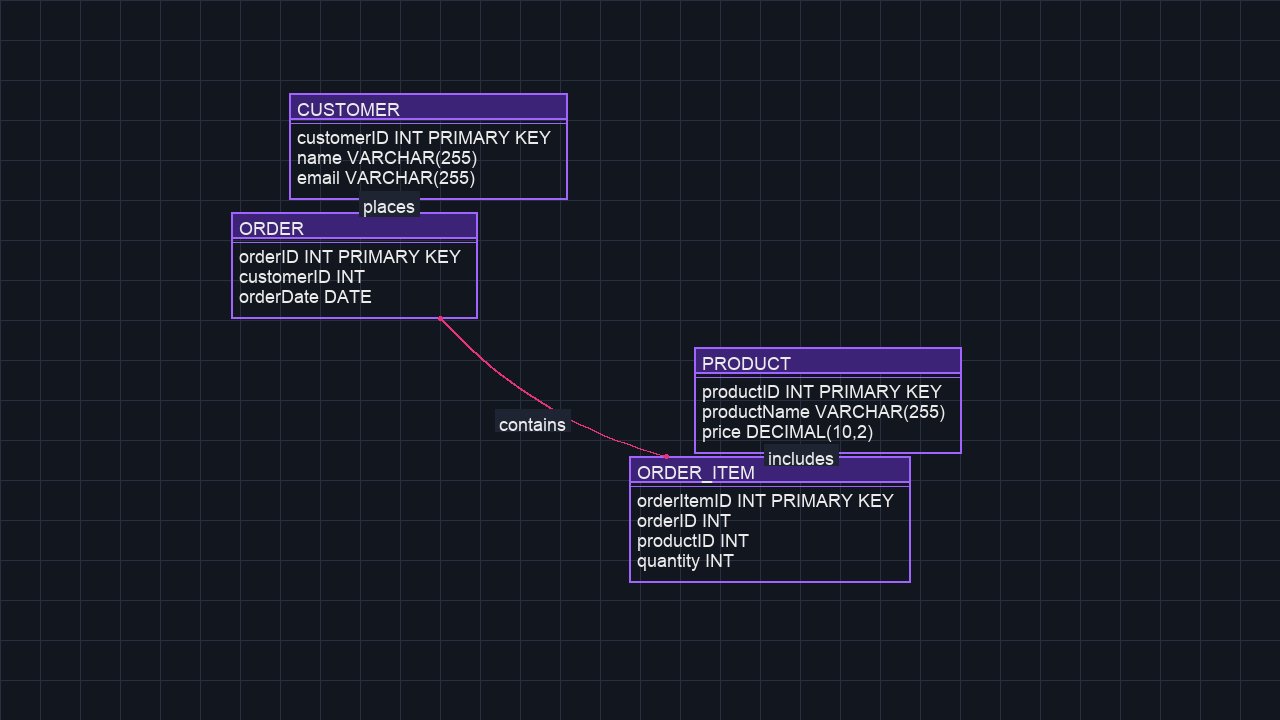 CUSTOMER
customerID INT PRIMARY KEY
name VARCHAR(255)
email VARCHAR(255)
places
ORDER
orderID INT PRIMARY KEY
customerID INT
orderDate DATE
contains
PRODUCT
productID INT PRIMARY KEY
productName VARCHAR(255)
price DECIMAL(10,2)
includes
ORDER_ITEM
orderItemID INT PRIMARY KEY
orderID INT
productID INT
quantity INT